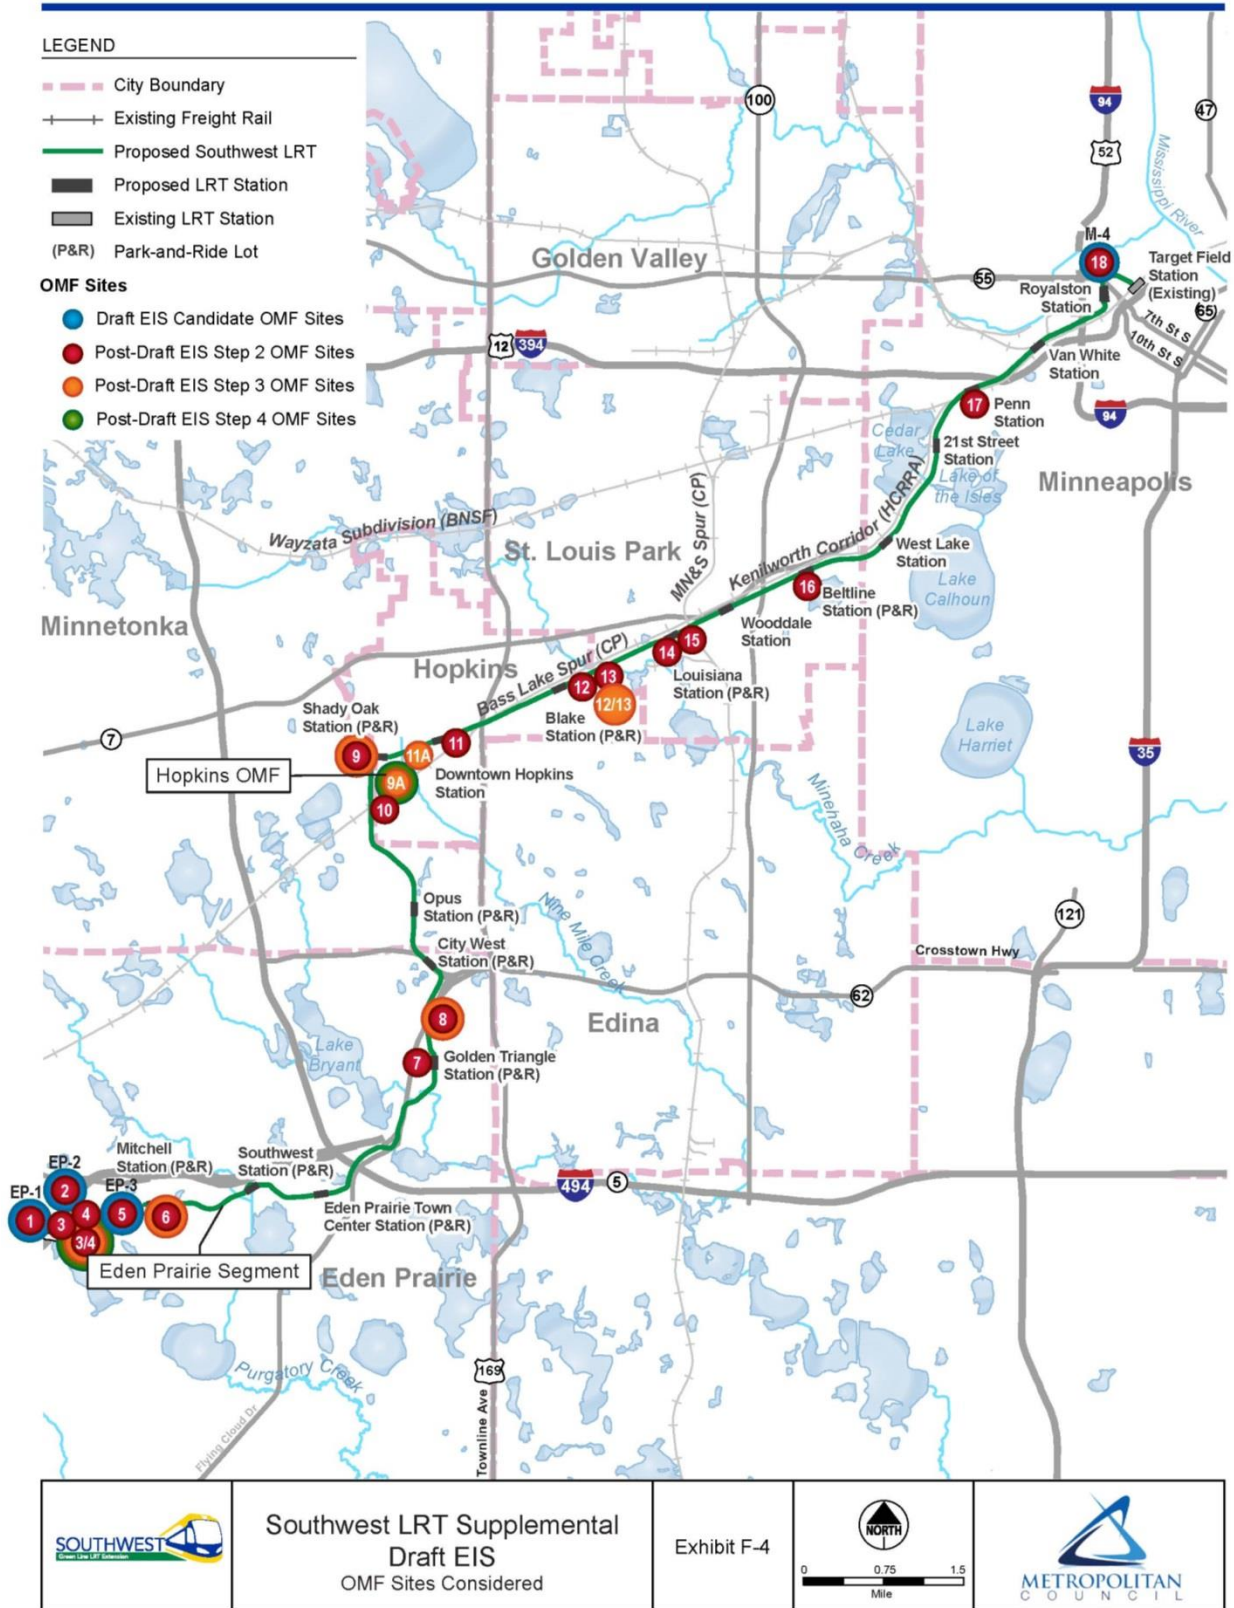 LEGEND
City Boundary
Existing Freight Rail
Proposed Southwest LRT
Proposed LRT Station
Existing LRT Station
(P&R) Park-and-Ride Lot
OMF Sites
Draft EIS Candidate OMF Sites
Post-Draft EIS Step 2 OMF Sites
Post-Draft EIS Step 3 OMF Sites
Post-Draft EIS Step 4 OMF Sites
100
94
47
52
Mississippi River
Golden Valley
M-4
18
Target Field
Station
(Existing)
55
Royalston
Station
65
7th St S
10th St S
12
394
Van White
Station
17
Penn
Station
94
Cedar
Lake
21st Street
Station
Lake of
the Isles
Minneapolis
MN&S Spur (CP)
Kenilworth Corridor (HCRRA)
Wayzata Subdivision (BNSF)
St. Louis Park
West Lake
Station
16
Beltline
Station (P&R)
Lake
Calhoun
Minnetonka
Wooddale
Station
15
14
Hopkins
Bass Lake Spur (CP)
Louisiana
Station (P&R)
13
12
12/13
Shady Oak
Station (P&R)
Blake
Station (P&R)
Lake
Harriet
7
11
9
11A
35
Hopkins OMF
9A
Downtown Hopkins
Station
10
Minehaha Creek
Opus
Station (P&R)
Nine Mile Creek
121
City West
Station (P&R)
Crosstown Hwy
62
8
Edina
Lake
Bryant
7
Golden Triangle
Station (P&R)
Mitchell
Station (P&R)
Southwest
Station (P&R)
EP-2
EP-1
EP-3
2
494
5
1
3
4
5
6
Eden Prairie Town
Center Station (P&R)
3/4
Eden Prairie Segment
Eden Prairie
Purgatory Creek
169
Flying Cloud Dr
Townline Ave
SOUTHWEST
Green Line LRT Extension
Southwest LRT Supplemental
Draft EIS
OMF Sites Considered
Exhibit F-4
NORTH
0 0.75 1.5
Mile
METROPOLITAN
COUNCIL